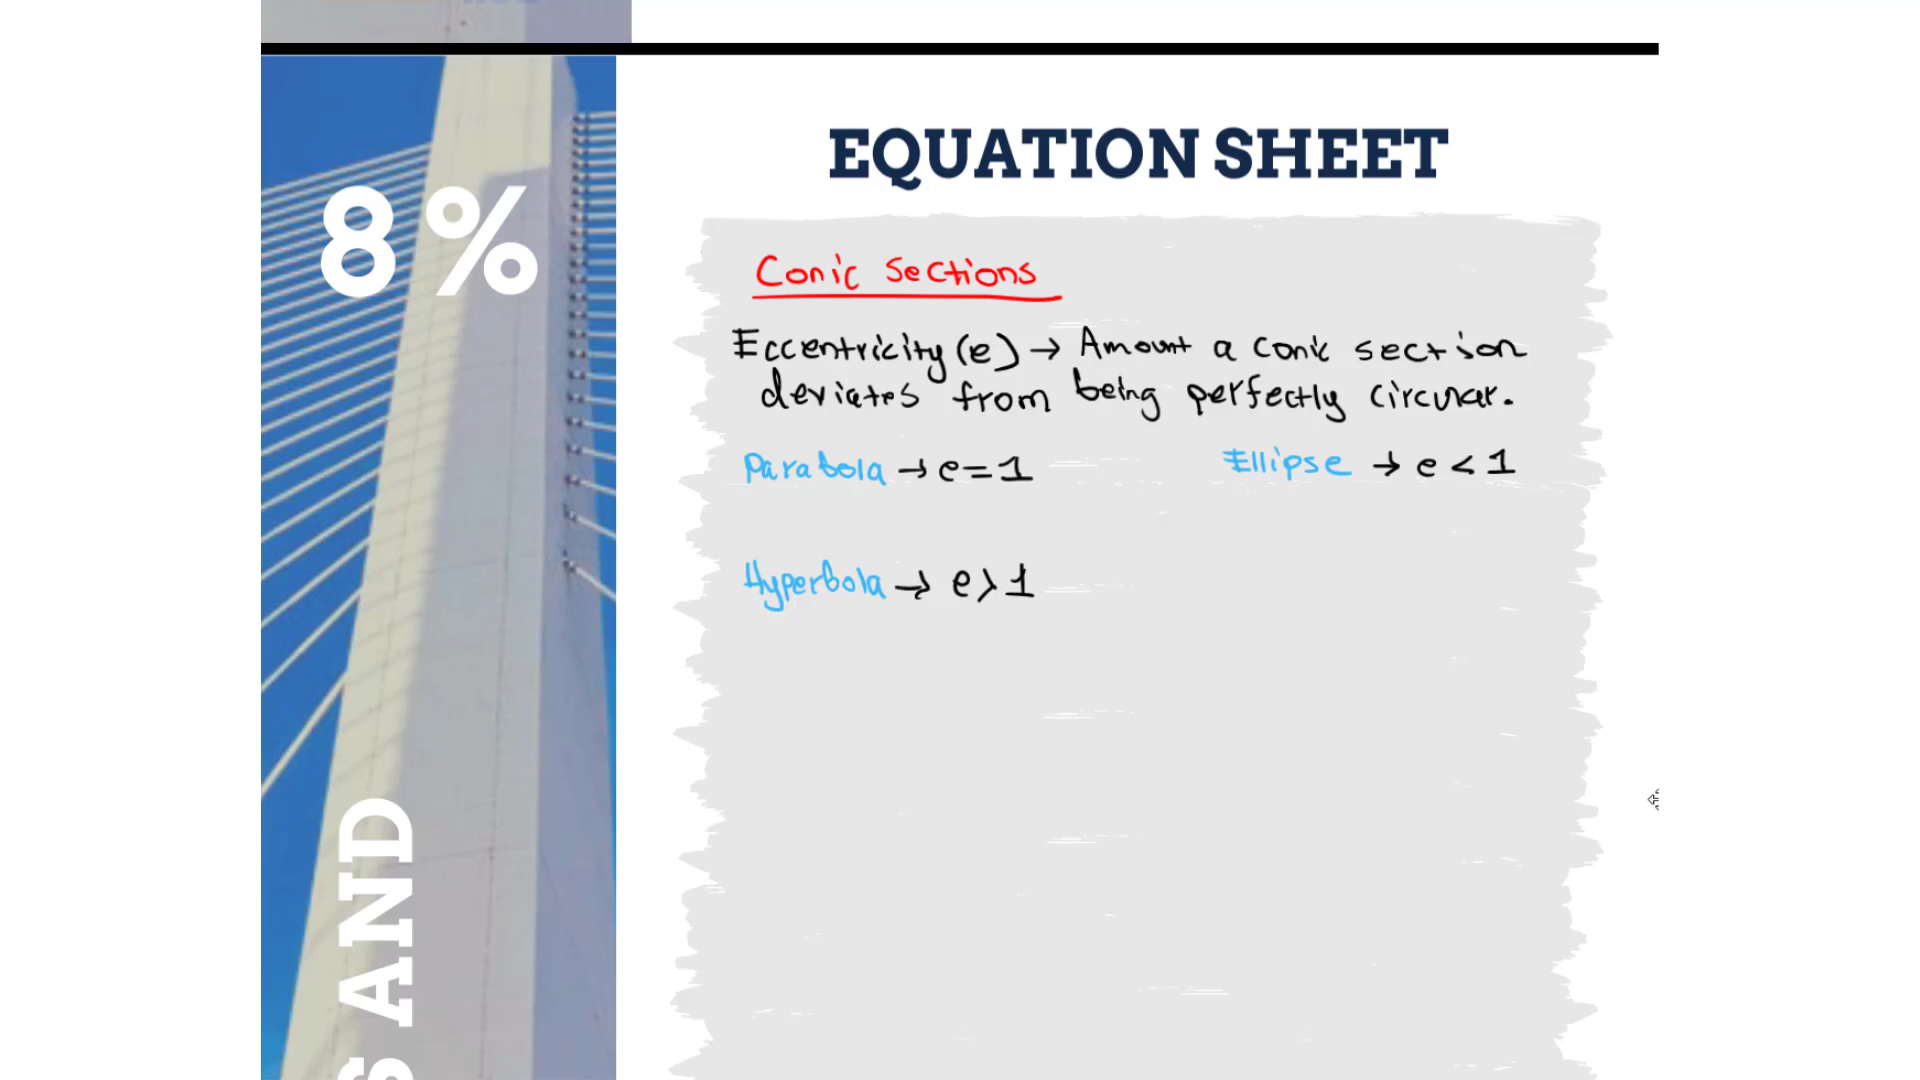 EQUATION SHEET
8%
Conic Sections
Eccentricity (e) → Amount a conic section
deviates from being perfectly circular.
Parabola → e = 1
Ellipse → e < 1
Hyperbola → e > 1
S AND